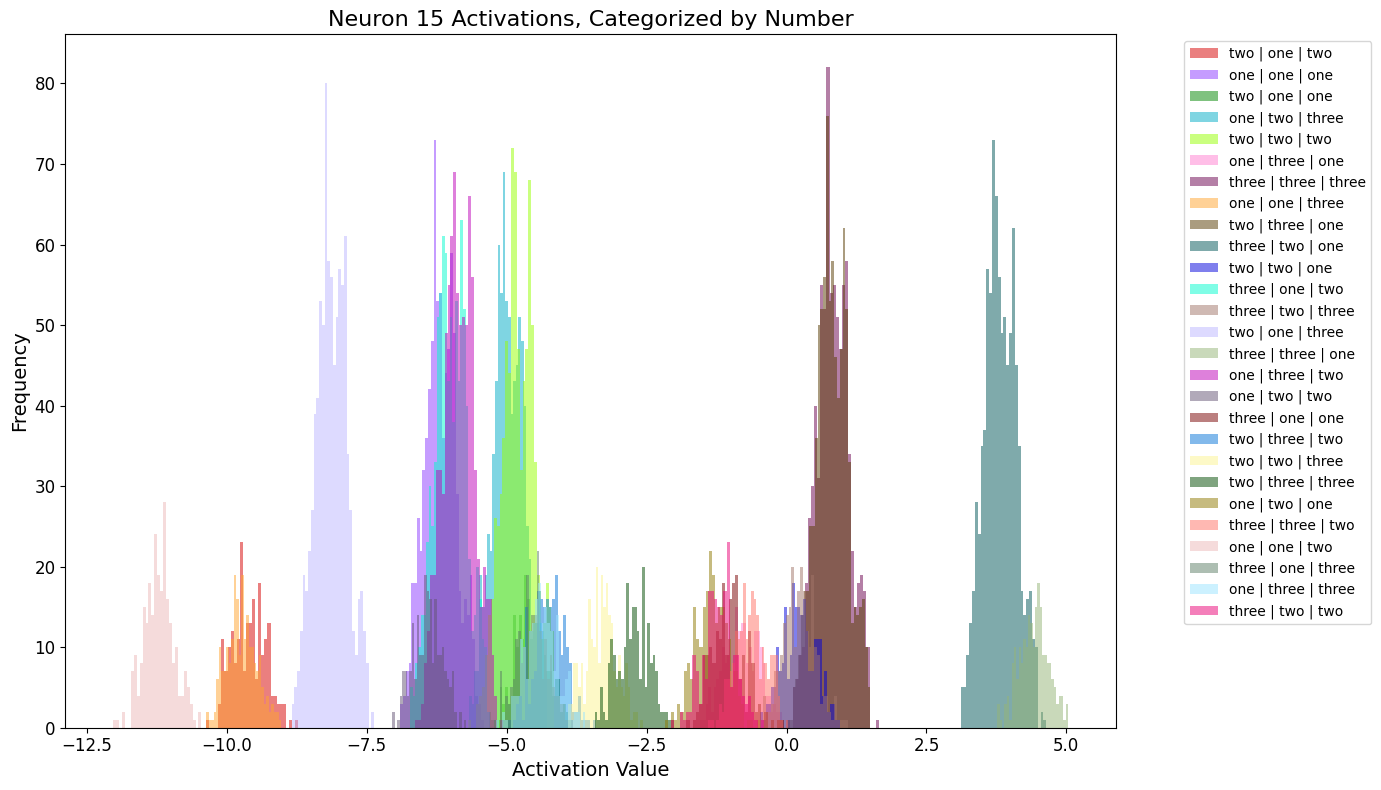 Neuron 15 Activations, Categorized by Number
Frequency
80
70
60
50
40
30
20
10
0
−12.5 −10.0 −7.5 −5.0 −2.5 0.0 2.5 5.0
Activation Value
two | one | two
one | one | one
two | one | one
one | two | three
two | two | two
one | three | one
three | three | three
one | one | three
two | three | one
three | two | one
two | two | one
three | one | two
three | two | three
two | one | three
three | three | one
one | three | two
one | two | two
three | one | one
two | three | two
two | two | three
two | three | three
one | two | one
three | three | two
one | one | two
three | one | three
one | three | three
three | two | two